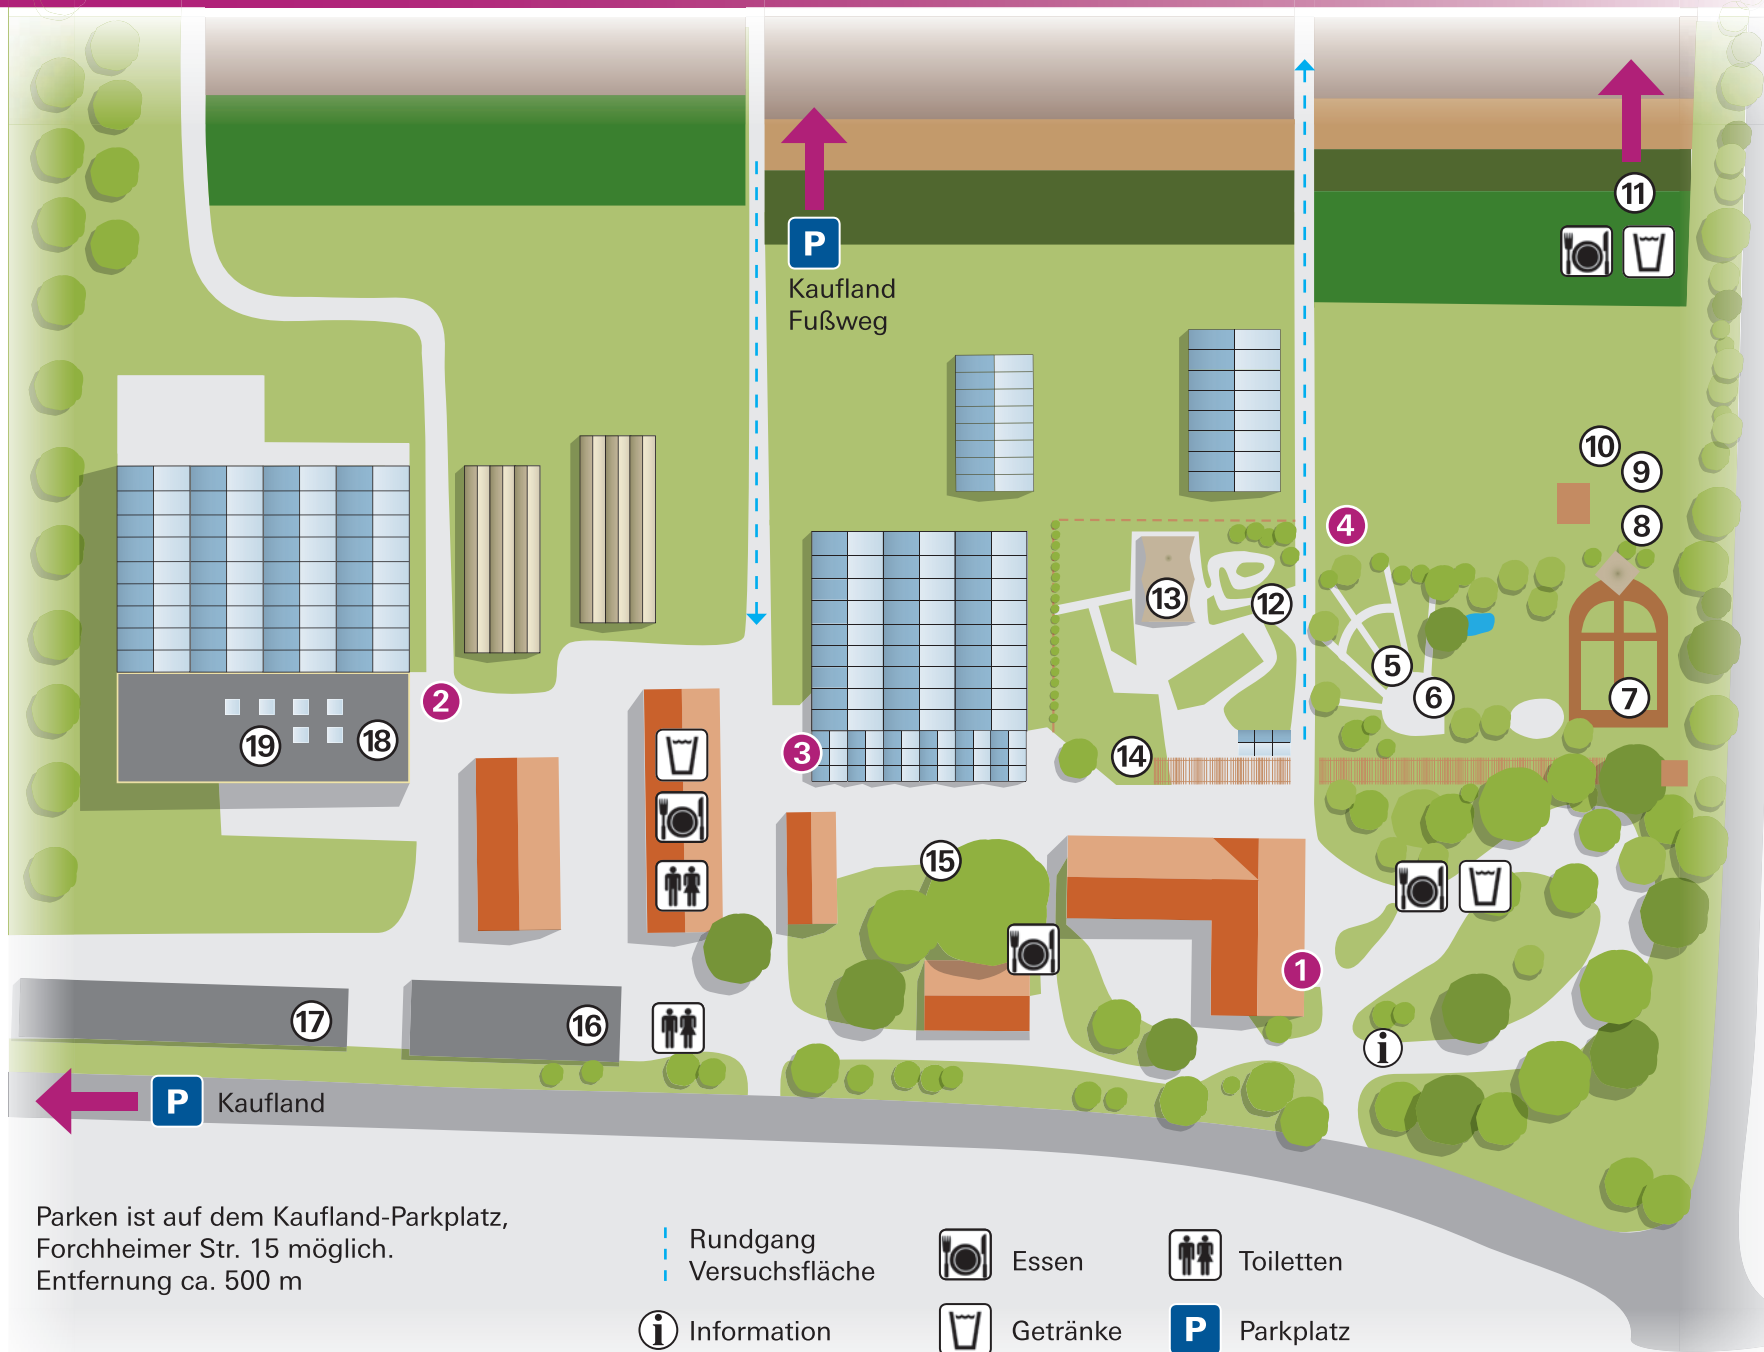 11
P
Kaufland
Fußweg
10
9
8
4
13
12
5
6
7
2
19
18
3
14
15
1
17
16
i
P Kaufland
Parken ist auf dem Kaufland-Parkplatz,
Forchheimer Str. 15 möglich.
Entfernung ca. 500 m
Rundgang
Versuchsfläche
Essen
Toiletten
i Information
Getränke
P Parkplatz